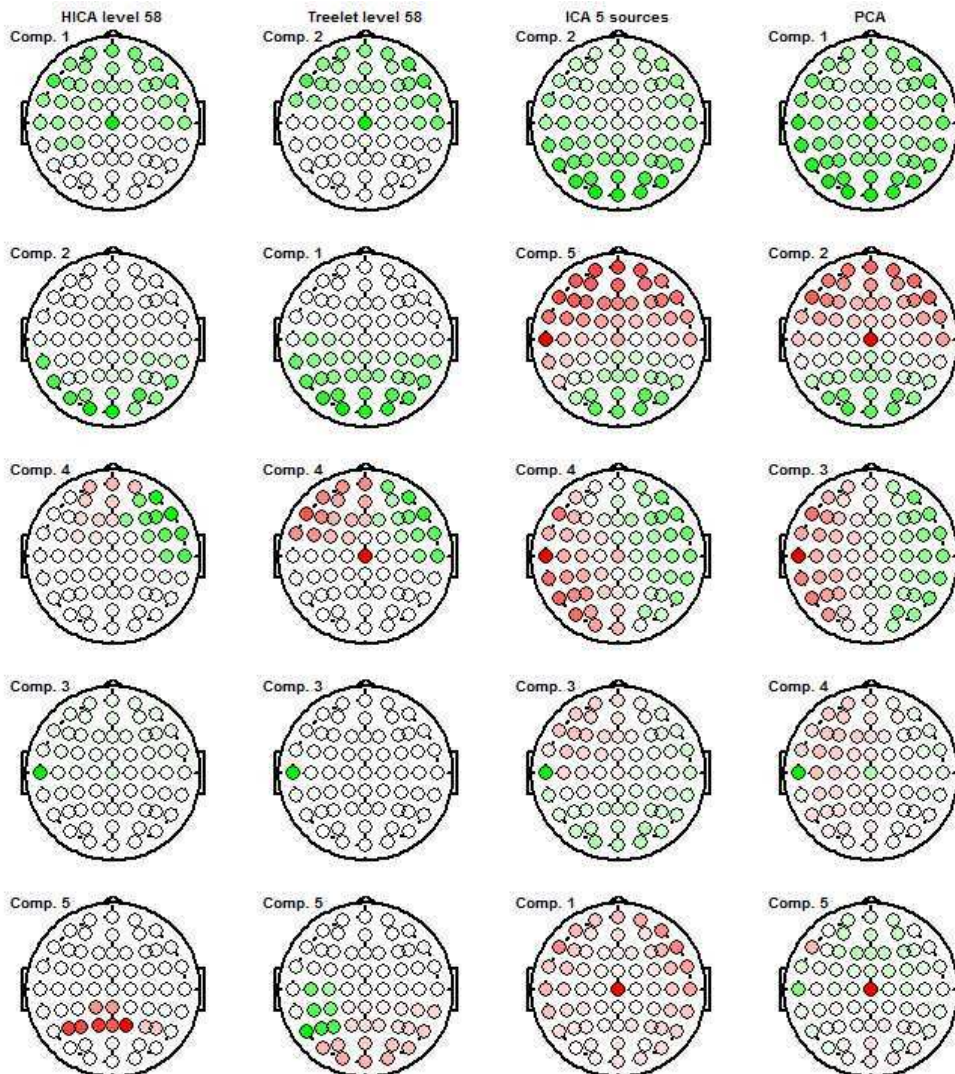 HICA level 58 Treelet level 58 ICA 5 sources PCA
Comp. 1 Comp. 2 Comp. 2 Comp. 1
Comp. 2 Comp. 1 Comp. 5 Comp. 2
Comp. 4 Comp. 4 Comp. 4 Comp. 3
Comp. 3 Comp. 3 Comp. 3 Comp. 4
Comp. 5 Comp. 5 Comp. 1 Comp. 5